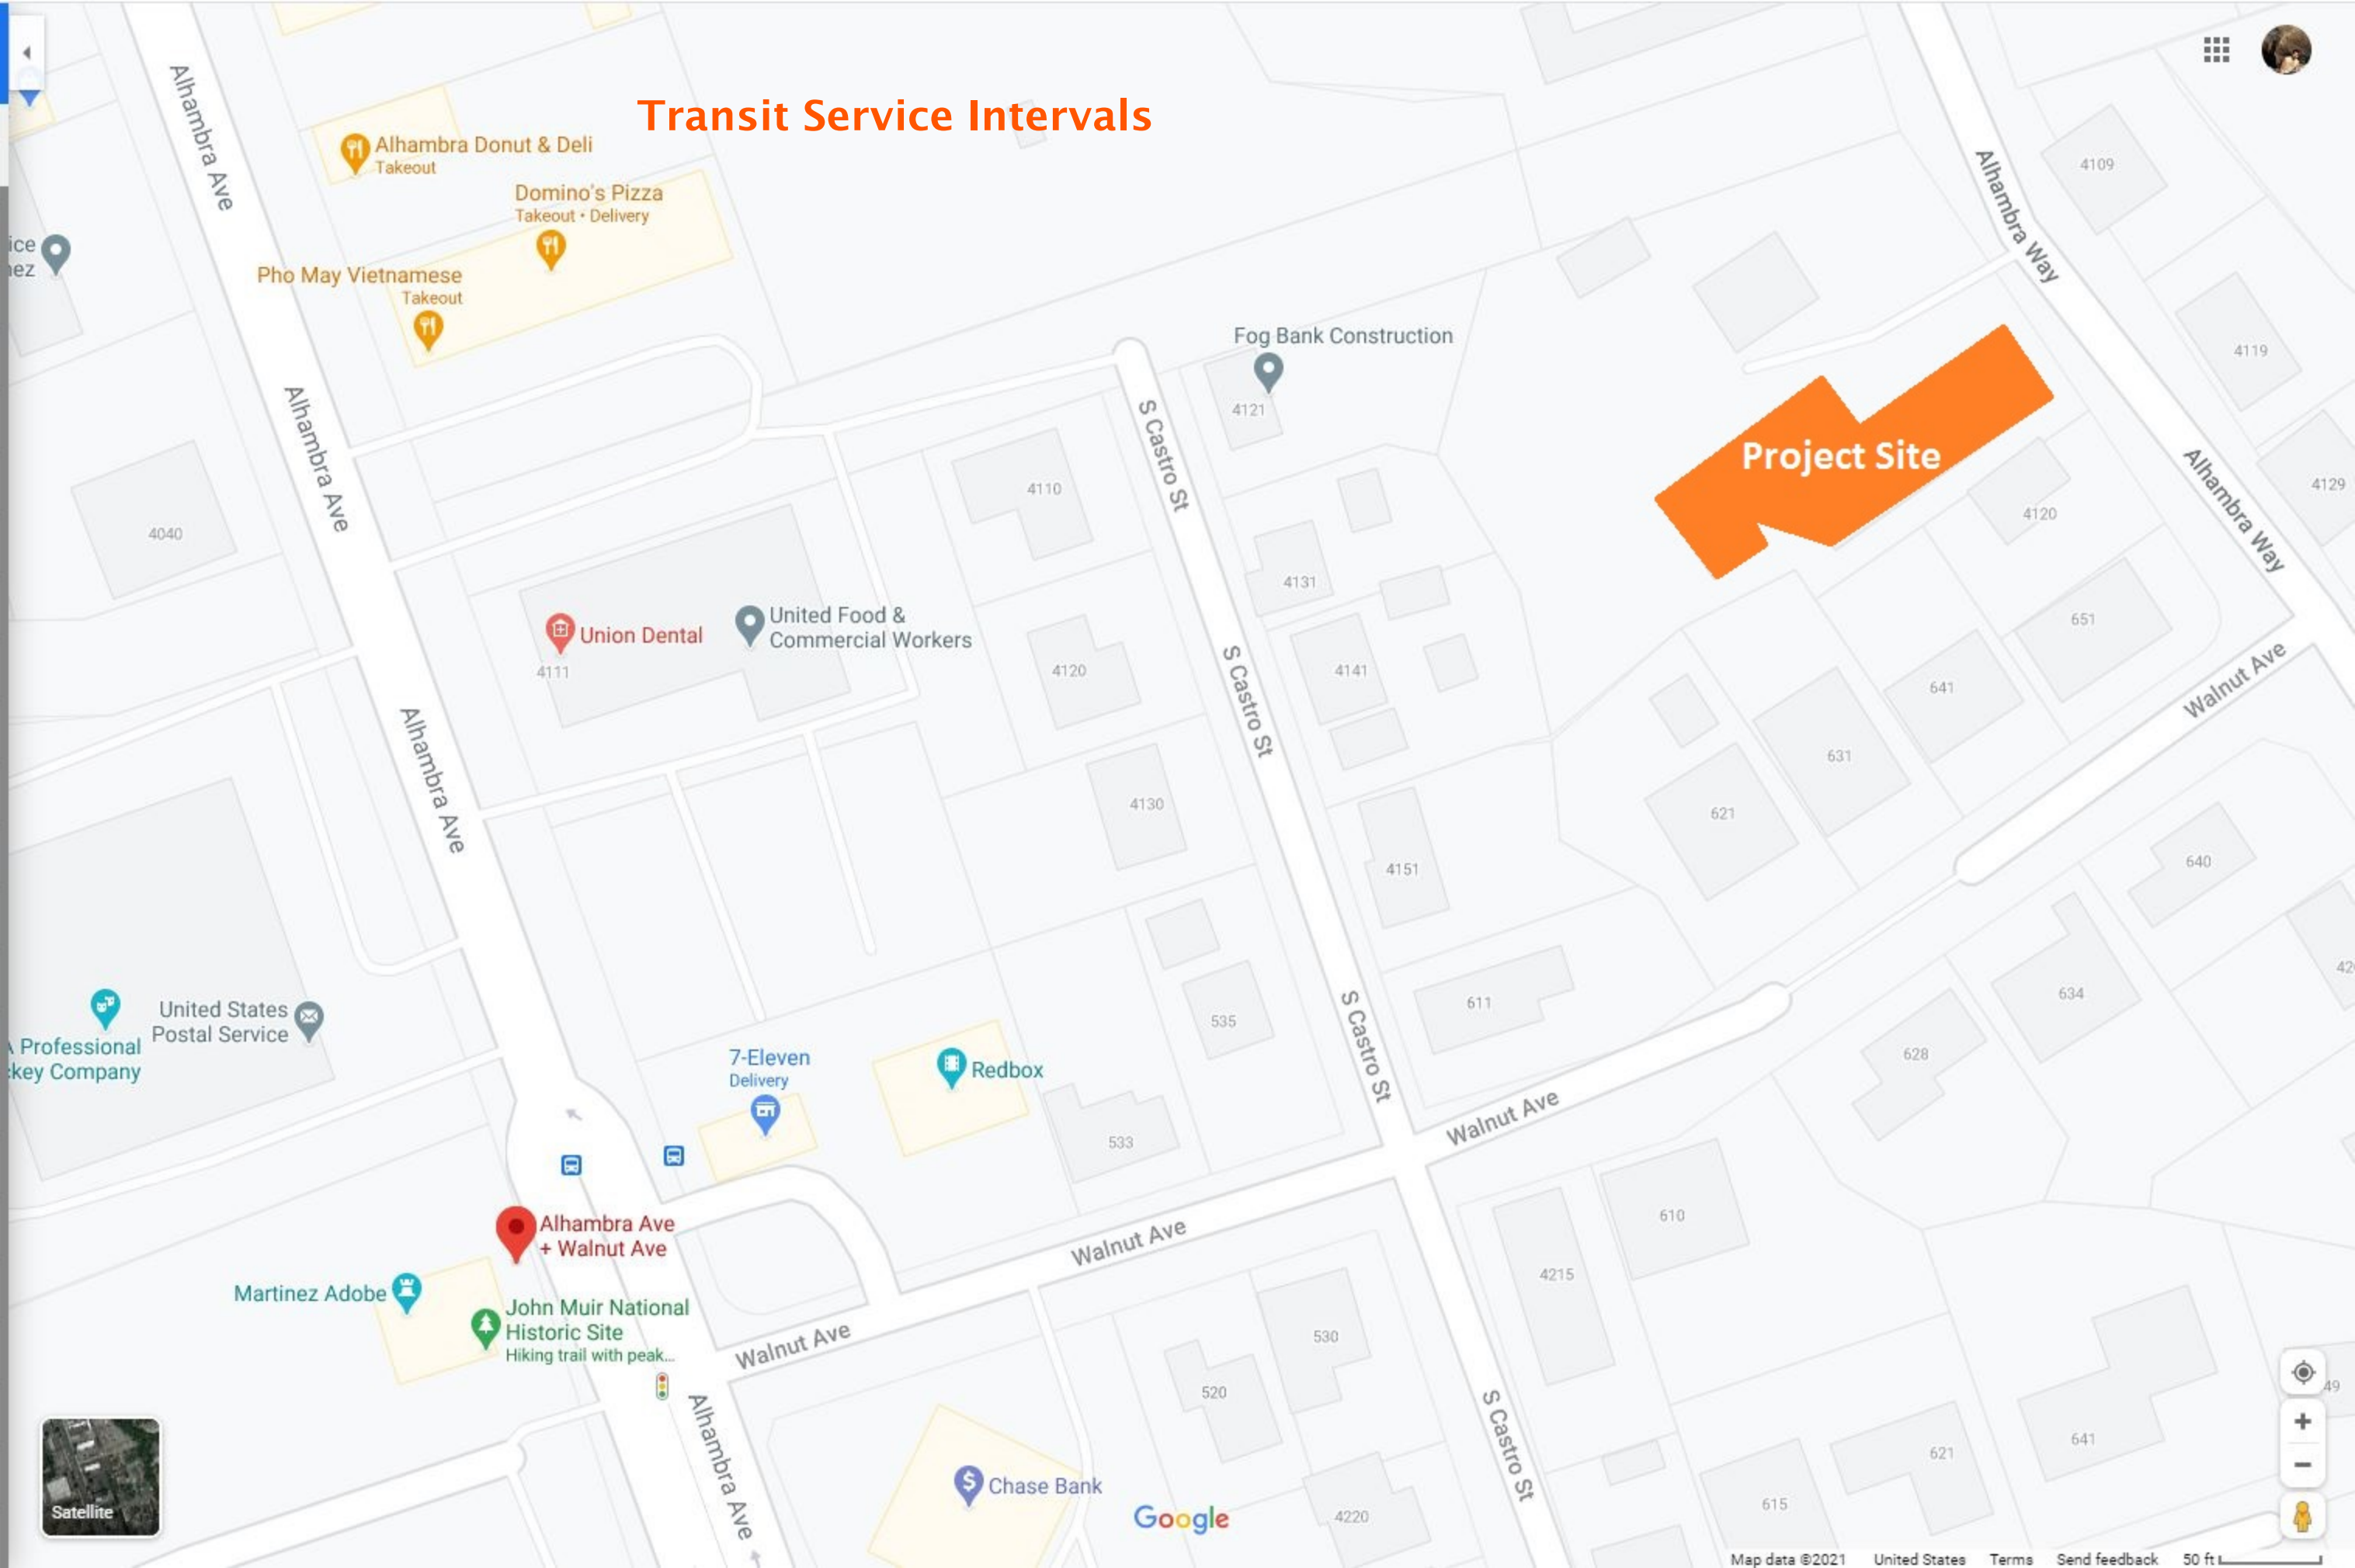 Transit Service Intervals
Alhambra Ave
Alhambra Donut & Deli
Takeout
Domino's Pizza
Takeout • Delivery
Pho May Vietnamese
Takeout
Alhambra Way
4109
4119
Fog Bank Construction
4121
Project Site
Alhambra Ave
S Castro St
4040
4110
4120
4129
Alhambra Way
4131
Union Dental
4111
United Food &
Commercial Workers
4120
4141
S Castro St
651
641
Walnut Ave
631
621
Alhambra Ave
4130
4151
640
United States
Postal Service
Professional
Company
7-Eleven
Delivery
Redbox
535
533
S Castro St
611
634
628
Walnut Ave
Alhambra Ave
+ Walnut Ave
Martinez Adobe
John Muir National
Historic Site
Hiking trail with peak...
Walnut Ave
Walnut Ave
610
4215
530
520
Alhambra Ave
S Castro St
Chase Bank
Google
4220
615
621
641
Satellite
Map data ©2021 United States Terms Send feedback 50 ft